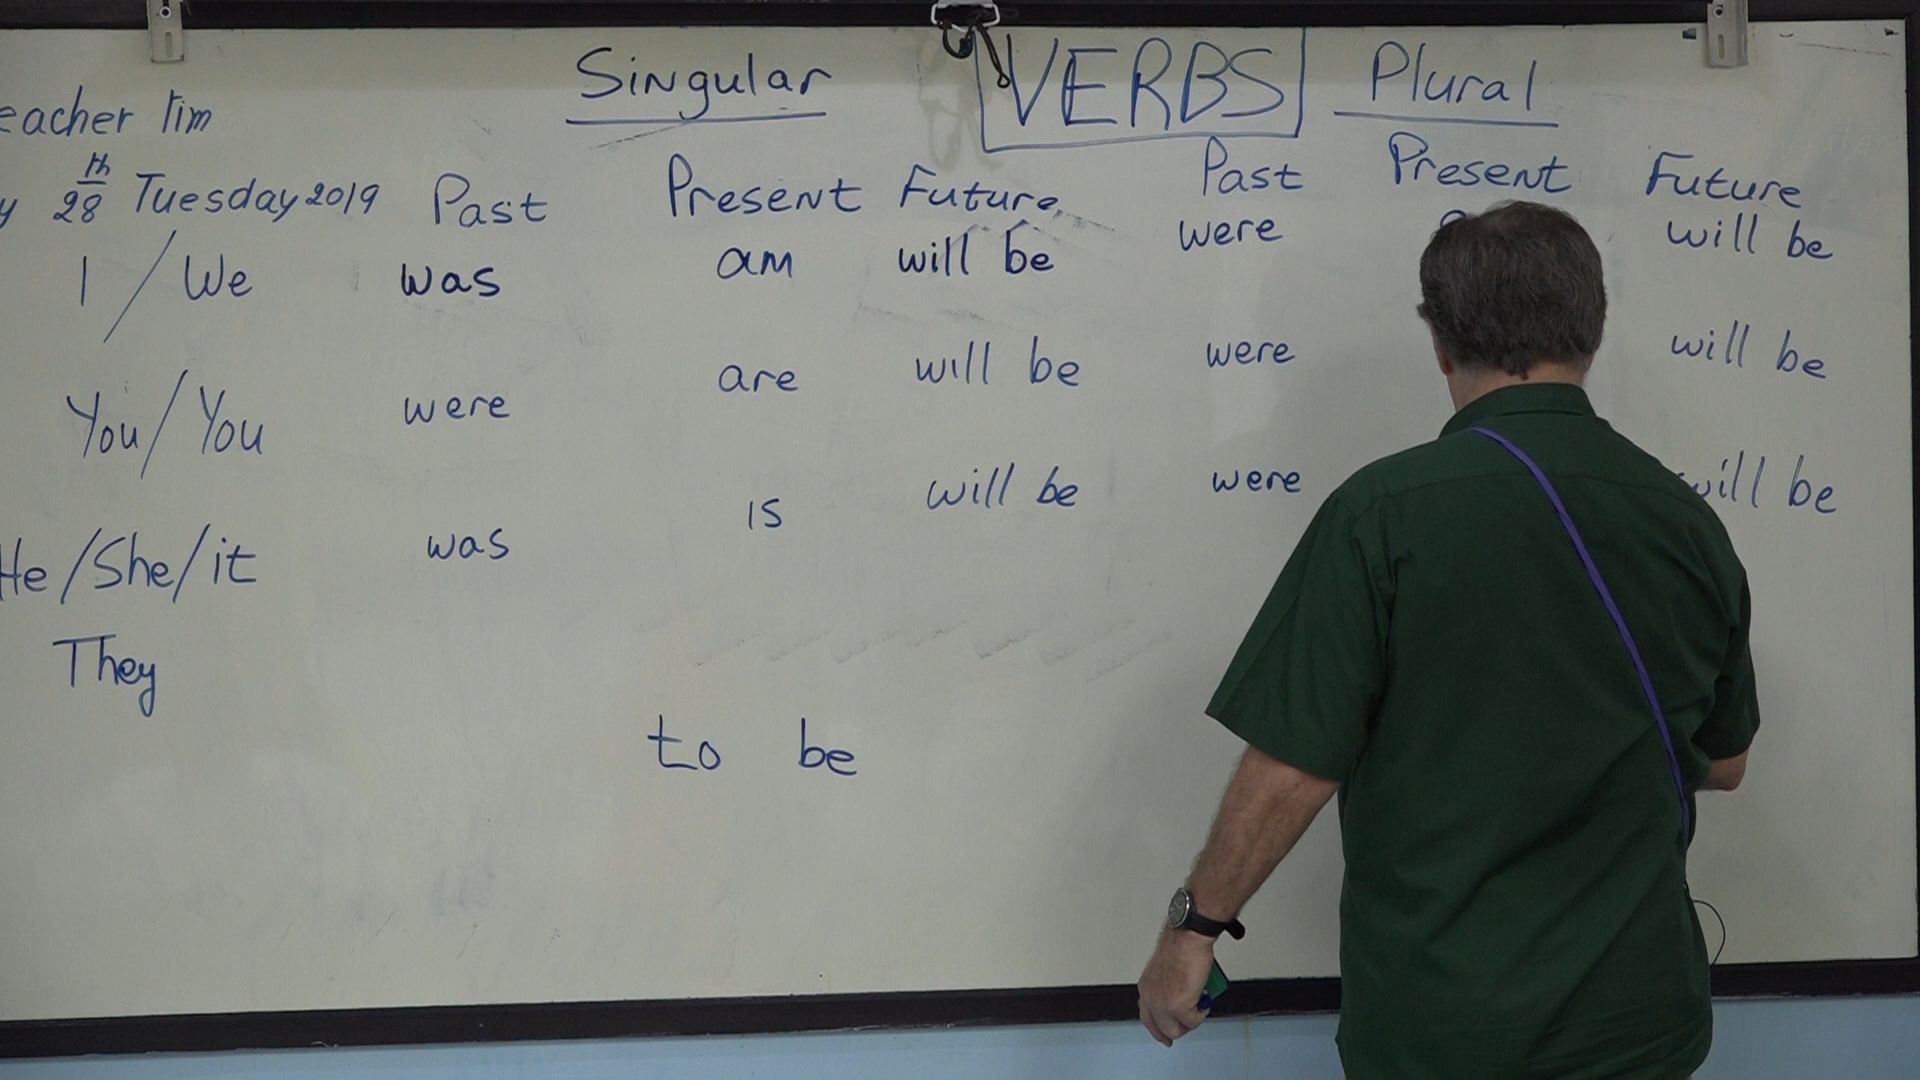 Singular VERBS Plural
eacher Tim
28th Tuesday 2019 Past Present Future Past Present Future
I / We was am will be were will be
You / You were are will be were will be
He / She / it was is will be were will be
They
to be